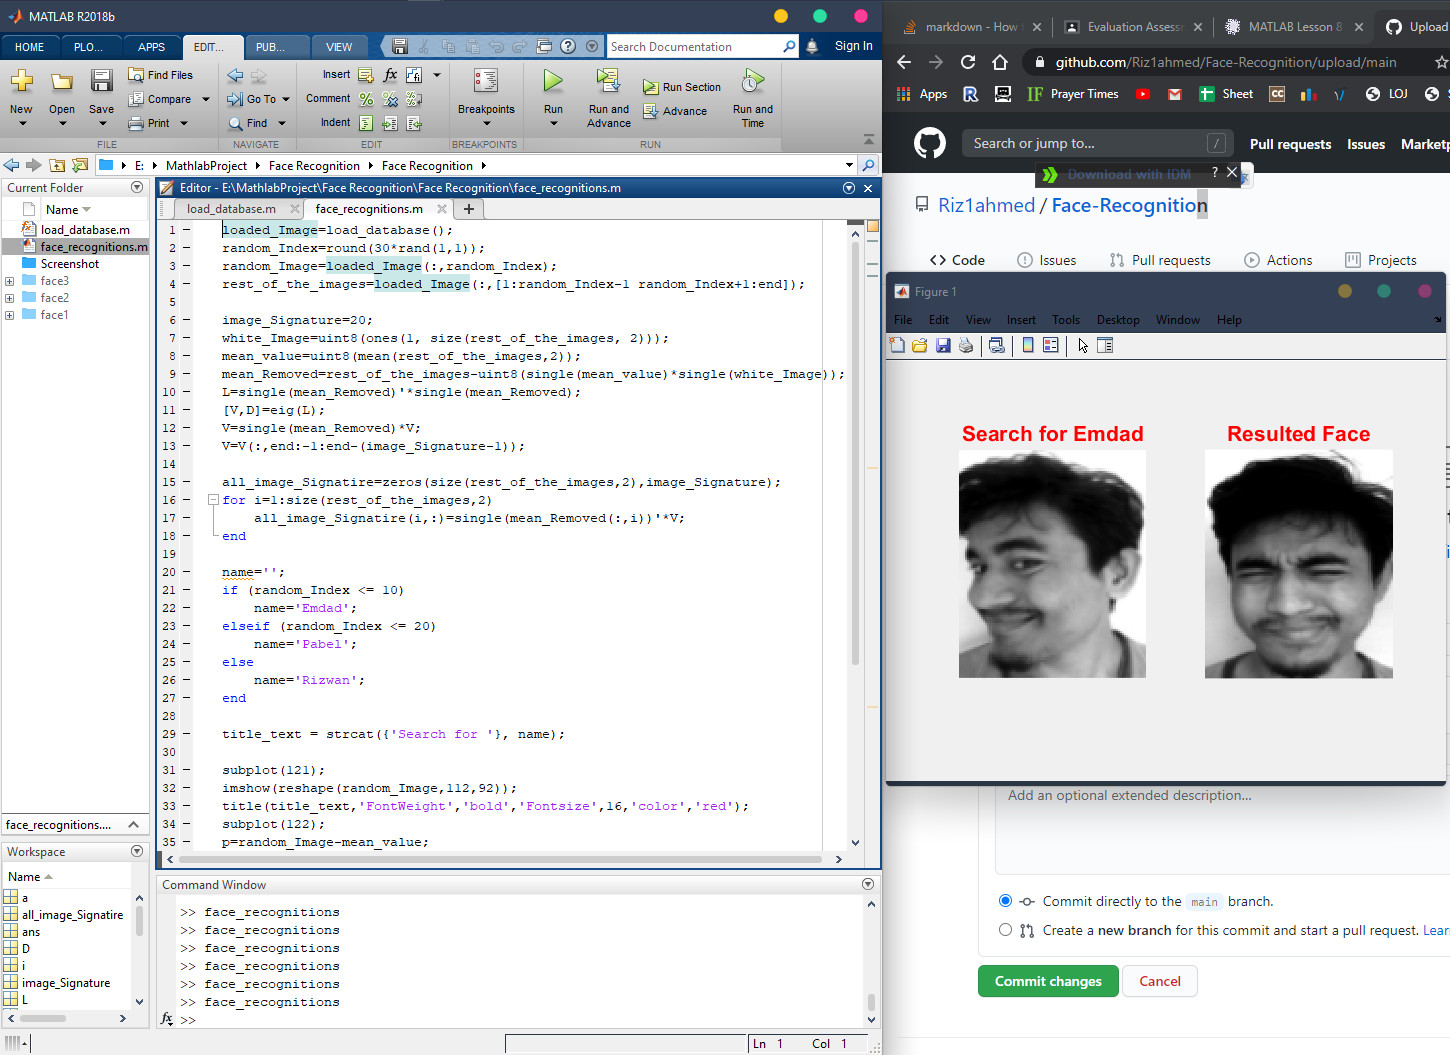 MATLAB R2018b
HOME PLO... APPS EDIT... PUB... VIEW Search Documentation Sign In
New Open Save Find Files Compare Print
Go To Find
Insert fx
Comment
Indent
Breakpoints
Run Run and Advance Run Section Advance Run and Time
FILE NAVIGATE EDIT BREAKPOINTS RUN
E: MathlabProject Face Recognition Face Recognition
Current Folder
Name
load_database.m
face_recognitions.m
Screenshot
face3
face2
face1
face_recognitions....
Workspace
Name
a
all_image_Signatire
ans
D
i
image_Signature
L
Editor - E:\MathlabProject\Face Recognition\Face Recognition\face_recognitions.m
load_database.m face_recognitions.m
1 loaded_Image=load_database();
2 random_Index=round(30*rand(1,1));
3 random_Image=loaded_Image(:,random_Index);
4 rest_of_the_images=loaded_Image(:,[1:random_Index-1 random_Index+1:end]);
5
6 image_Signature=20;
7 white_Image=uint8(ones(1, size(rest_of_the_images, 2)));
8 mean_value=uint8(mean(rest_of_the_images,2));
9 mean_Removed=rest_of_the_images-uint8(single(mean_value)*single(white_Image));
10 L=single(mean_Removed)'*single(mean_Removed);
11 [V,D]=eig(L);
12 V=single(mean_Removed)*V;
13 V=V(:,end:-1:end-(image_Signature-1));
14
15 all_image_Signatire=zeros(size(rest_of_the_images,2),image_Signature);
16 for i=1:size(rest_of_the_images,2)
17 all_image_Signatire(i,:)=single(mean_Removed(:,i))'*V;
18 end
19
20 name='';
21 if (random_Index <= 10)
22 name='Emdad';
23 elseif (random_Index <= 20)
24 name='Pabel';
25 else
26 name='Rizwan';
27 end
28
29 title_text = strcat({'Search for '}, name);
30
31 subplot(121);
32 imshow(reshape(random_Image,112,92));
33 title(title_text,'FontWeight','bold','Fontsize',16,'color','red');
34 subplot(122);
35 p=random_Image-mean_value;
Command Window
>> face_recognitions
>> face_recognitions
>> face_recognitions
>> face_recognitions
>> face_recognitions
>> face_recognitions
fx >>
Ln 1 Col 1
markdown - How Evaluation Assess MATLAB Lesson & Upload
github.com/Riz1ahmed/Face-Recognition/upload/main
Apps Prayer Times Sheet LOJ
Search or jump to... / Pull requests Issues Marketp
Download with IDM ?
Riz1ahmed / Face-Recognition
Code Issues Pull requests Actions Projects
Figure 1
File Edit View Insert Tools Desktop Window Help
Search for Emdad Resulted Face
Add an optional extended description...
Commit directly to the main branch.
Create a new branch for this commit and start a pull request. Lear
Commit changes Cancel